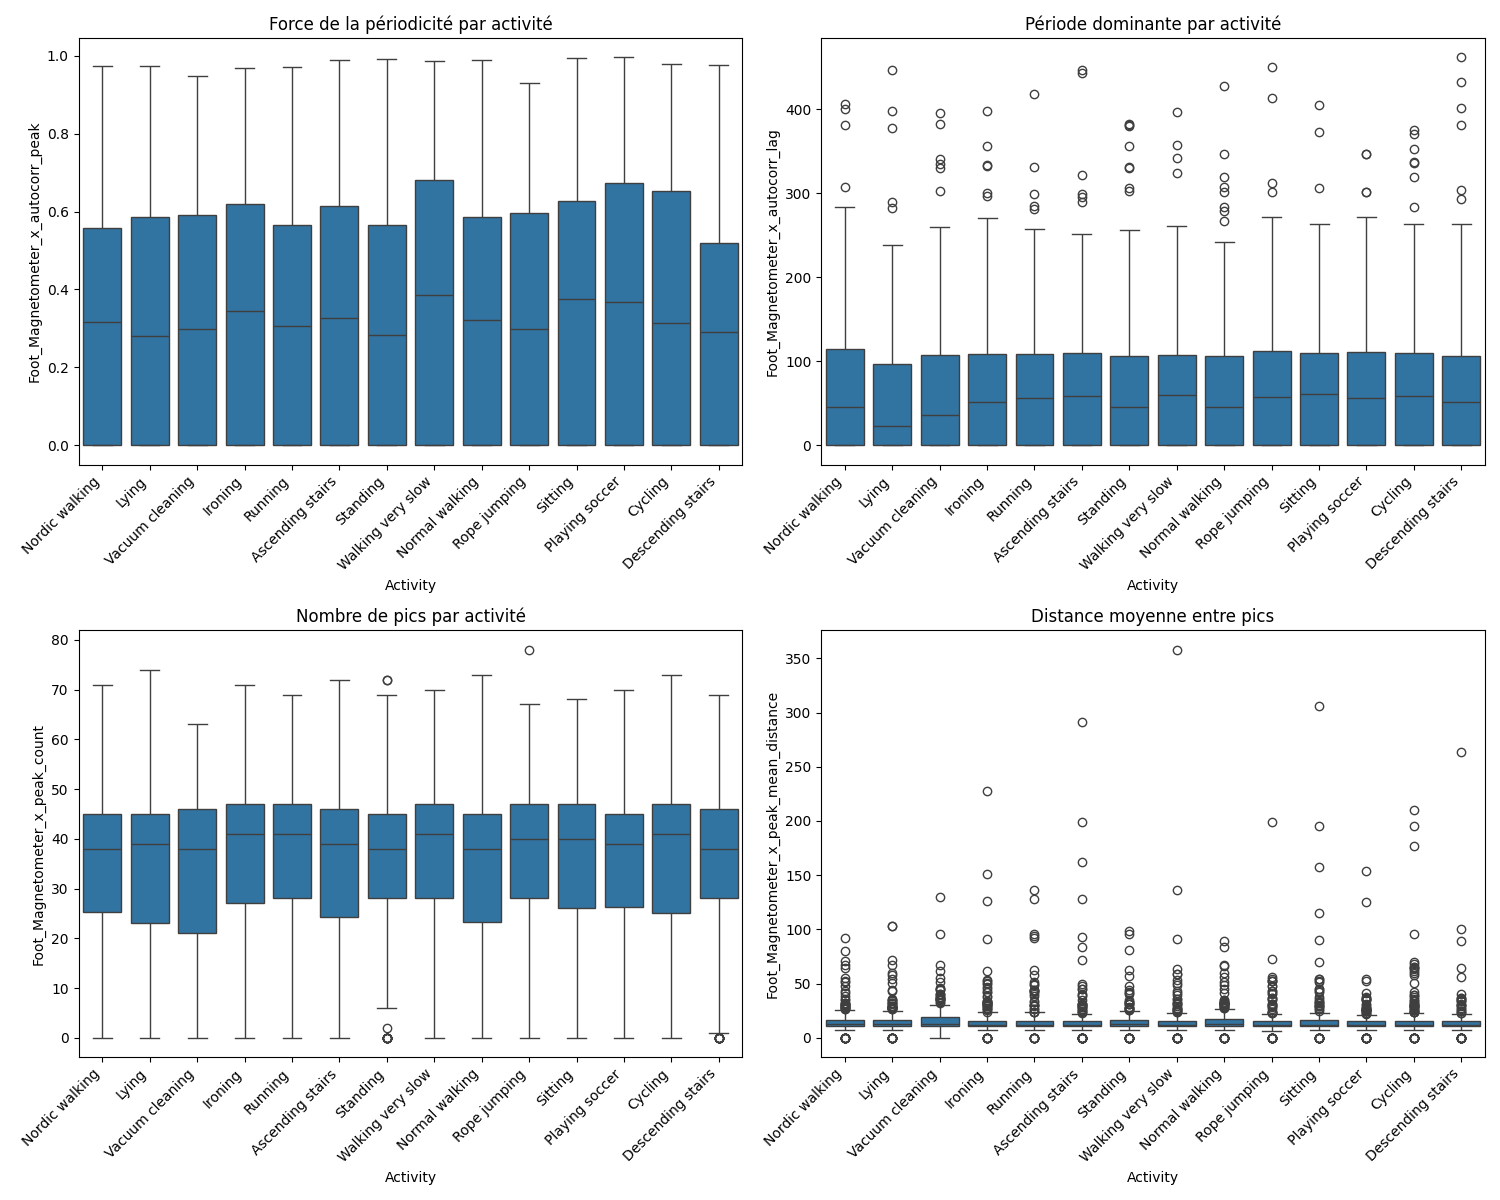 Force de la périodicité par activité
Foot_Magnetometer_x_autocorr_peak
1.0
0.8
0.6
0.4
0.2
0.0
Nordic walking
Lying
Vacuum cleaning
Ironing
Running
Ascending stairs
Standing
Walking very slow
Normal walking
Rope jumping
Sitting
Playing soccer
Cycling
Descending stairs
Activity
Période dominante par activité
Foot_Magnetometer_x_autocorr_lag
400
300
200
100
0
Nordic walking
Lying
Vacuum cleaning
Ironing
Running
Ascending stairs
Standing
Walking very slow
Normal walking
Rope jumping
Sitting
Playing soccer
Cycling
Descending stairs
Activity
Nombre de pics par activité
Foot_Magnetometer_x_peak_count
80
70
60
50
40
30
20
10
0
Nordic walking
Lying
Vacuum cleaning
Ironing
Running
Ascending stairs
Standing
Walking very slow
Normal walking
Rope jumping
Sitting
Playing soccer
Cycling
Descending stairs
Activity
Distance moyenne entre pics
Foot_Magnetometer_x_peak_mean_distance
350
300
250
200
150
100
50
0
Nordic walking
Lying
Vacuum cleaning
Ironing
Running
Ascending stairs
Standing
Walking very slow
Normal walking
Rope jumping
Sitting
Playing soccer
Cycling
Descending stairs
Activity